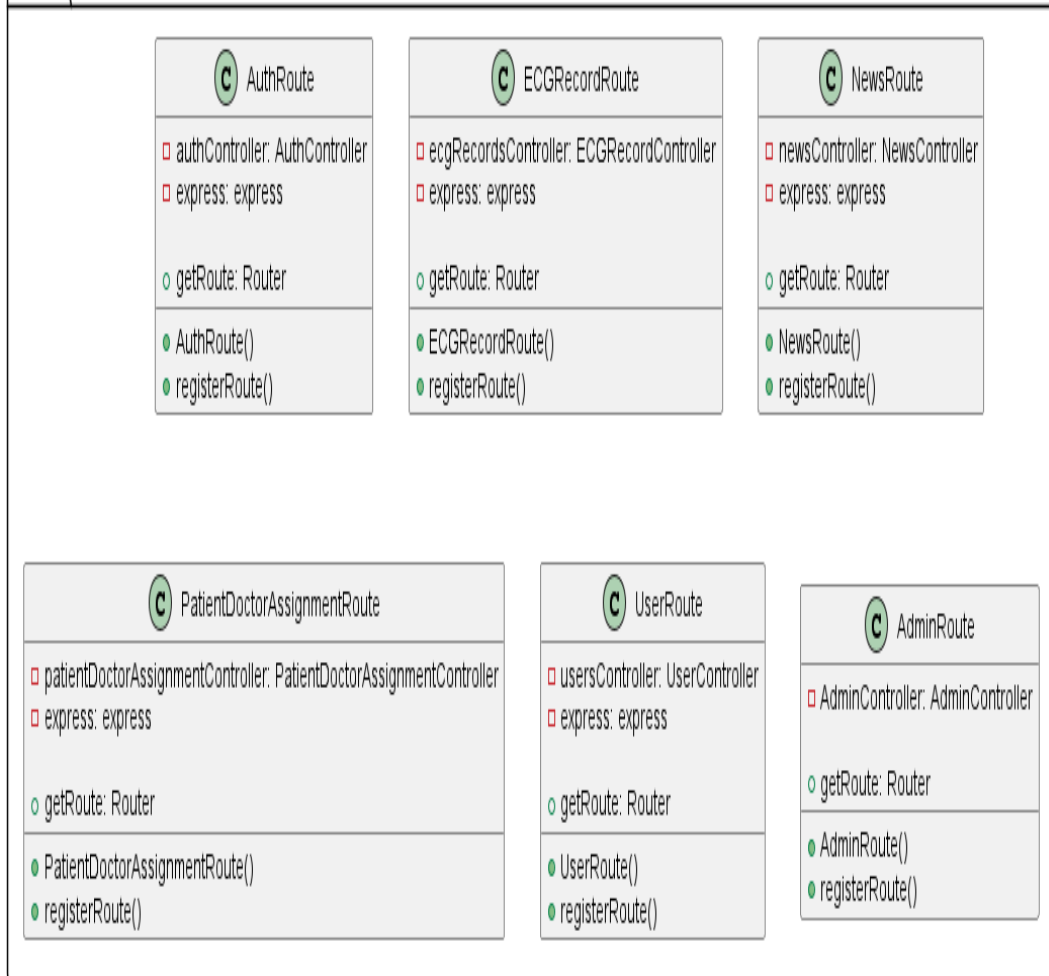 C AuthRoute
authController: AuthController
express: express
getRoute: Router
AuthRoute()
registerRoute()
C ECGRecordRoute
ecgRecordsController: ECGRecordController
express: express
getRoute: Router
ECGRecordRoute()
registerRoute()
C NewsRoute
newsController: NewsController
express: express
getRoute: Router
NewsRoute()
registerRoute()
C PatientDoctorAssignmentRoute
patientDoctorAssignmentController: PatientDoctorAssignmentController
express: express
getRoute: Router
PatientDoctorAssignmentRoute()
registerRoute()
C UserRoute
usersController: UserController
express: express
getRoute: Router
UserRoute()
registerRoute()
C AdminRoute
AdminController: AdminController
getRoute: Router
AdminRoute()
registerRoute()